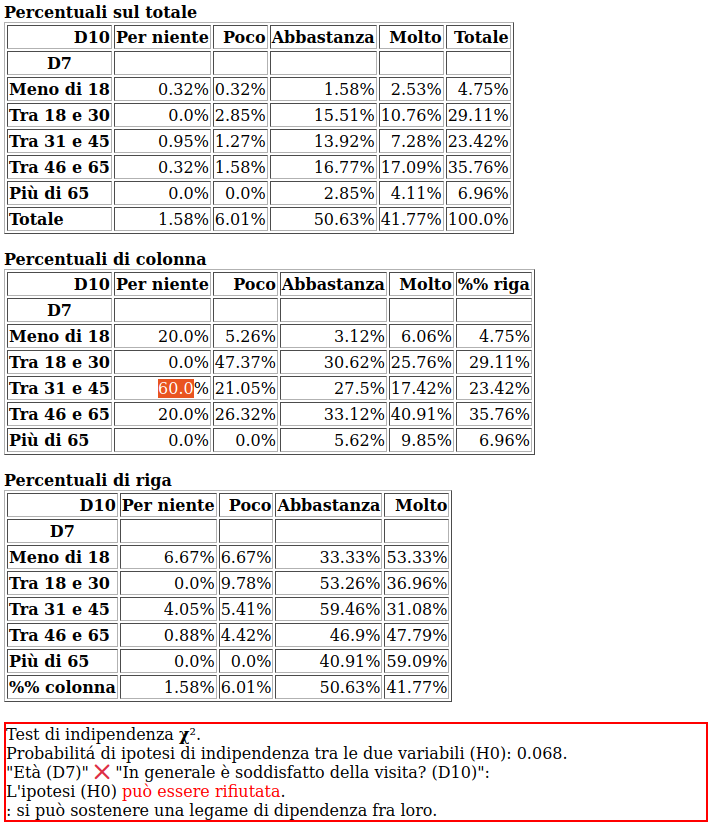 Percentuali sul totale
D10 Per niente Poco Abbastanza Molto Totale
D7
Meno di 18 0.32% 0.32% 1.58% 2.53% 4.75%
Tra 18 e 30 0.0% 2.85% 15.51% 10.76% 29.11%
Tra 31 e 45 0.95% 1.27% 13.92% 7.28% 23.42%
Tra 46 e 65 0.32% 1.58% 16.77% 17.09% 35.76%
Più di 65 0.0% 0.0% 2.85% 4.11% 6.96%
Totale 1.58% 6.01% 50.63% 41.77% 100.0%
Percentuali di colonna
D10 Per niente Poco Abbastanza Molto %% riga
D7
Meno di 18 20.0% 5.26% 3.12% 6.06% 4.75%
Tra 18 e 30 0.0% 47.37% 30.62% 25.76% 29.11%
Tra 31 e 45 60.0% 21.05% 27.5% 17.42% 23.42%
Tra 46 e 65 20.0% 26.32% 33.12% 40.91% 35.76%
Più di 65 0.0% 0.0% 5.62% 9.85% 6.96%
Percentuali di riga
D10 Per niente Poco Abbastanza Molto
D7
Meno di 18 6.67% 6.67% 33.33% 53.33%
Tra 18 e 30 0.0% 9.78% 53.26% 36.96%
Tra 31 e 45 4.05% 5.41% 59.46% 31.08%
Tra 46 e 65 0.88% 4.42% 46.9% 47.79%
Più di 65 0.0% 0.0% 40.91% 59.09%
%% colonna 1.58% 6.01% 50.63% 41.77%
Test di indipendenza χ².
Probabilitá di ipotesi di indipendenza tra le due variabili (H0): 0.068.
"Età (D7)" ❌ "In generale è soddisfatto della visita? (D10)":
L'ipotesi (H0) può essere rifiutata.
: si può sostenere una legame di dipendenza fra loro.